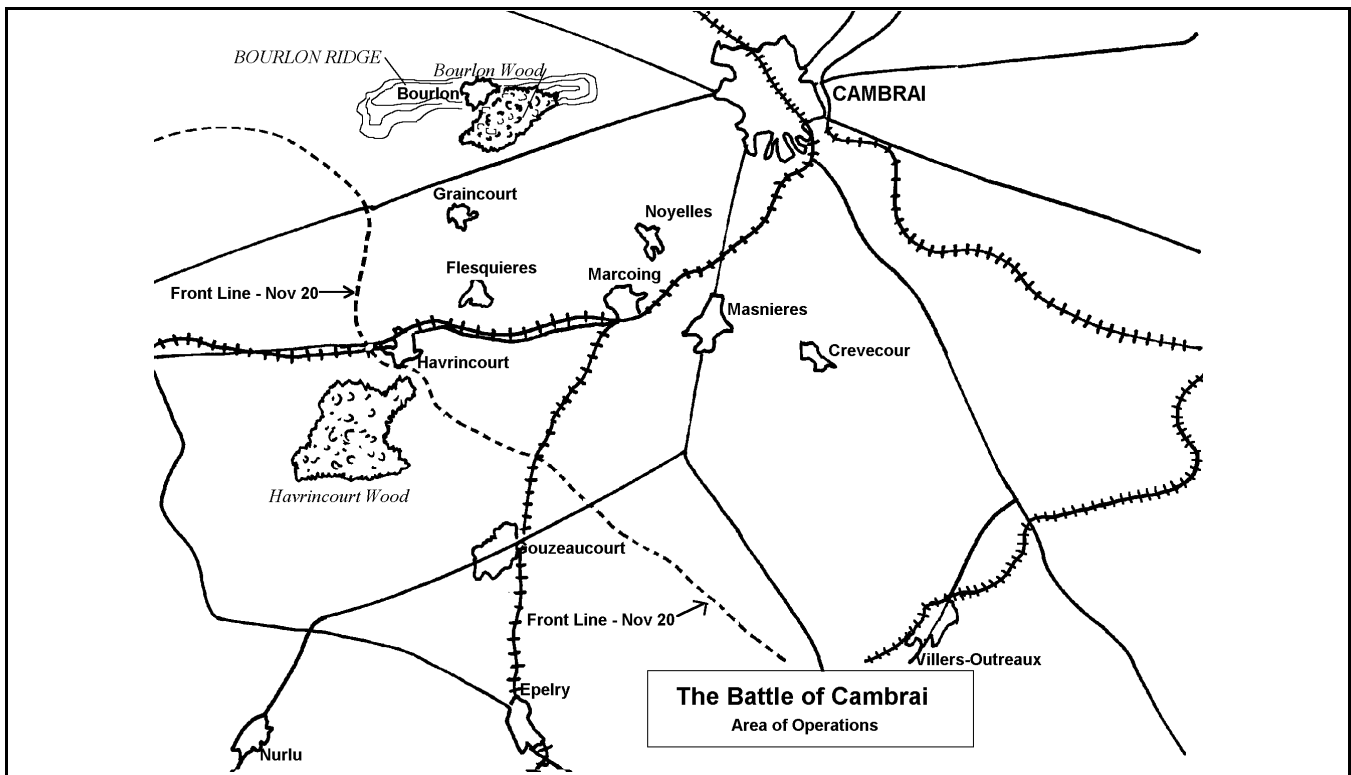 BOURLON RIDGE
Bourlon Wood
Bourlon
CAMBRAI
Graincourt
Noyelles
Flesquieres
Marcoing
Front Line - Nov 20
Masnieres
Havrincourt
Crevecour
Havrincourt Wood
Gouzeaucourt
Front Line - Nov 20
Villers-Outreaux
Epelry
Nurlu
The Battle of Cambrai
Area of Operations